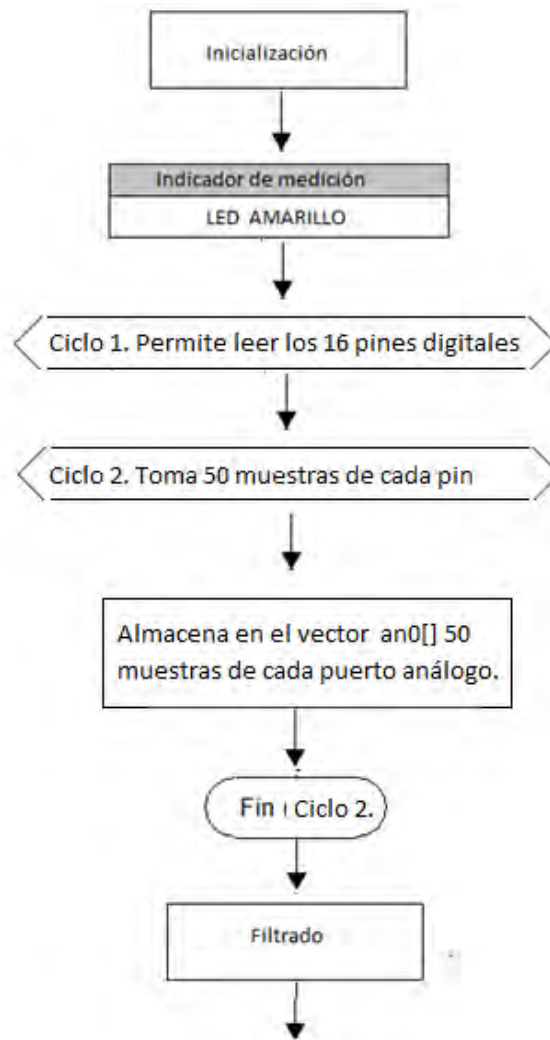 Inicialización
Indicador de medición
LED AMARILLO
Ciclo 1. Permite leer los 16 pines digitales
Ciclo 2. Toma 50 muestras de cada pin
Almacena en el vector an0[] 50
muestras de cada puerto análogo.
Fin Ciclo 2.
Filtrado